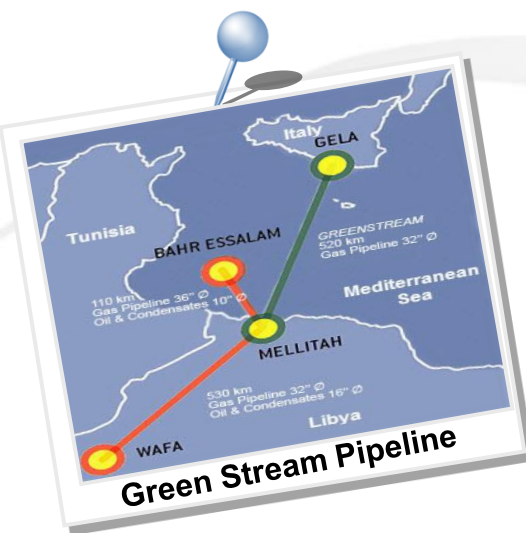 Italy
GELA
Tunisia
GREENSTREAM
520 km
Gas Pipeline 32" Ø
BAHR ESSALAM
110 km
Gas Pipeline 36" Ø
Oil & Condensates 10" Ø
Mediterranean
Sea
MELLITAH
530 km
Gas Pipeline 32" Ø
Oil & Condensates 16" Ø
Libya
WAFA
Green Stream Pipeline